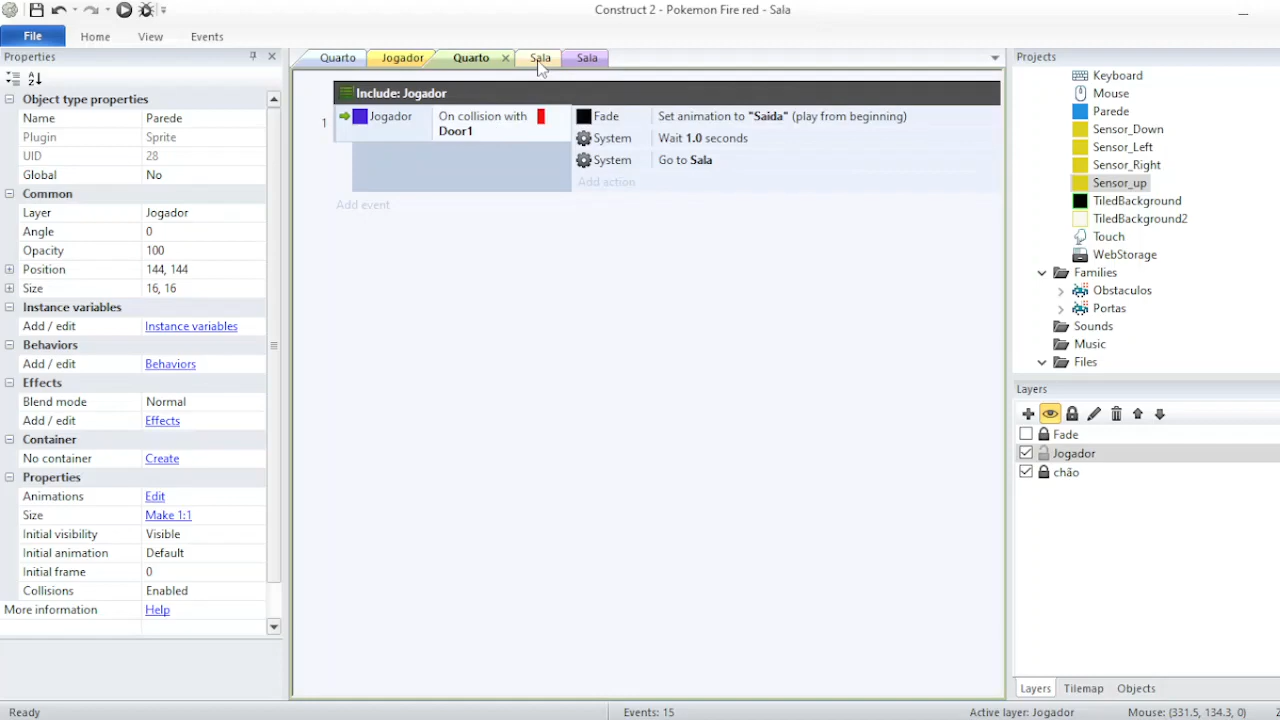 Construct 2 - Pokemon Fire red - Sala
File
Home
View
Events
Properties
Object type properties
Name Parede
Plugin Sprite
UID 28
Global No
Common
Layer Jogador
Angle 0
Opacity 100
Position 144, 144
Size 16, 16
Instance variables
Add / edit Instance variables
Behaviors
Add / edit Behaviors
Effects
Blend mode Normal
Add / edit Effects
Container
No container Create
Properties
Animations Edit
Size Make 1:1
Initial visibility Visible
Initial animation Default
Initial frame 0
Collisions Enabled
More information Help
Quarto
Jogador
Quarto
Sala
Sala
Include: Jogador
1
Jogador
On collision with
Door1
Fade Set animation to "Saida" (play from beginning)
System Wait 1.0 seconds
System Go to Sala
Add action
Add event
Projects
Keyboard
Mouse
Parede
Sensor_Down
Sensor_Left
Sensor_Right
Sensor_up
TiledBackground
TiledBackground2
Touch
WebStorage
Families
Obstaculos
Portas
Sounds
Music
Files
Layers
Fade
Jogador
chão
Layers
Tilemap
Objects
Ready
Events: 15
Active layer: Jogador
Mouse: (331.5, 134.3, 0)